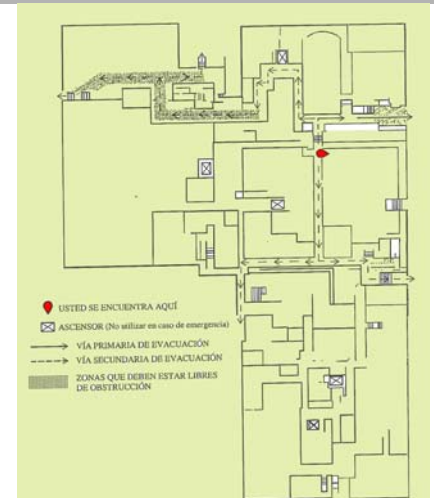 USTED SE ENCUENTRA AQUÍ
ASCENSOR (No utilizar en caso de emergencia)
VÍA PRIMARIA DE EVACUACIÓN
VÍA SECUNDARIA DE EVACUACIÓN
ZONAS QUE DEBEN ESTAR LIBRES
DE OBSTRUCCIÓN